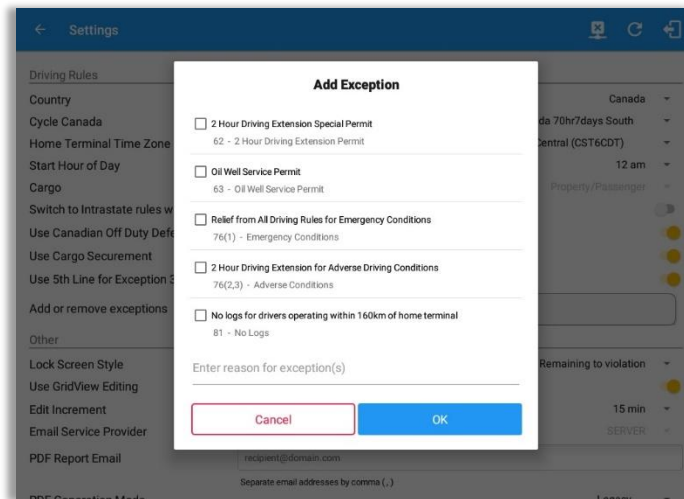 Settings
Driving Rules
Country Canada
Cycle Canada da 70hr7days South
Home Terminal Time Zone Central (CST6CDT)
Start Hour of Day 12 am
Cargo Property/Passenger
Switch to Intrastate rules w
Use Canadian Off Duty Defe
Use Cargo Securement
Use 5th Line for Exception 3
Add or remove exceptions
Other
Lock Screen Style Remaining to violation
Use GridView Editing
Edit Increment 15 min
Email Service Provider SERVER
PDF Report Email recipient@domain.com
Separate email addresses by comma (,)
Add Exception
2 Hour Driving Extension Special Permit
62 - 2 Hour Driving Extension Permit
Oil Well Service Permit
63 - Oil Well Service Permit
Relief from All Driving Rules for Emergency Conditions
76(1) - Emergency Conditions
2 Hour Driving Extension for Adverse Driving Conditions
76(2,3) - Adverse Conditions
No logs for drivers operating within 160km of home terminal
81 - No Logs
Enter reason for exception(s)
Cancel OK